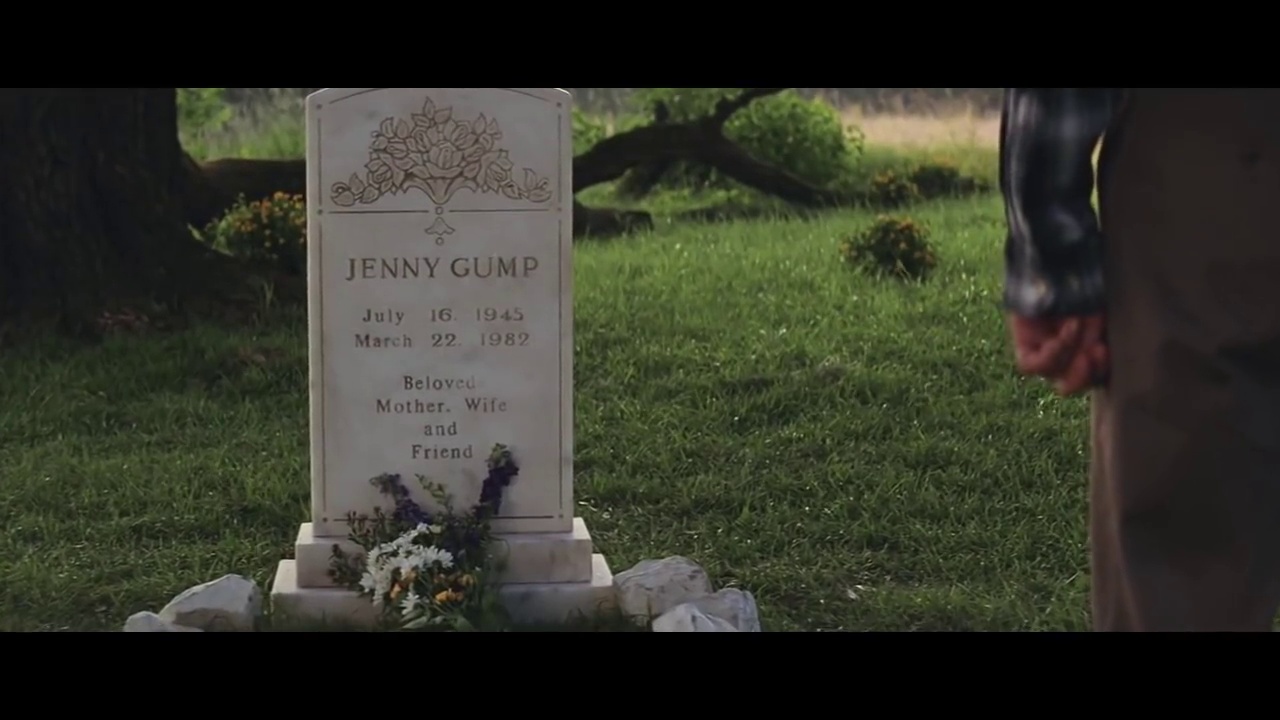 JENNY GUMP
July 16. 1945
March 22. 1982
Beloved
Mother. Wife
and
Friend